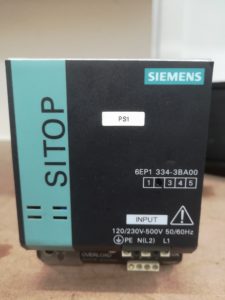 SIEMENS
PS1
SITOP
6EP1 334-3BA00
1 3 4 5
INPUT
120/230V-500V 50/60Hz
PE N(L2) L1
OVERLOAD